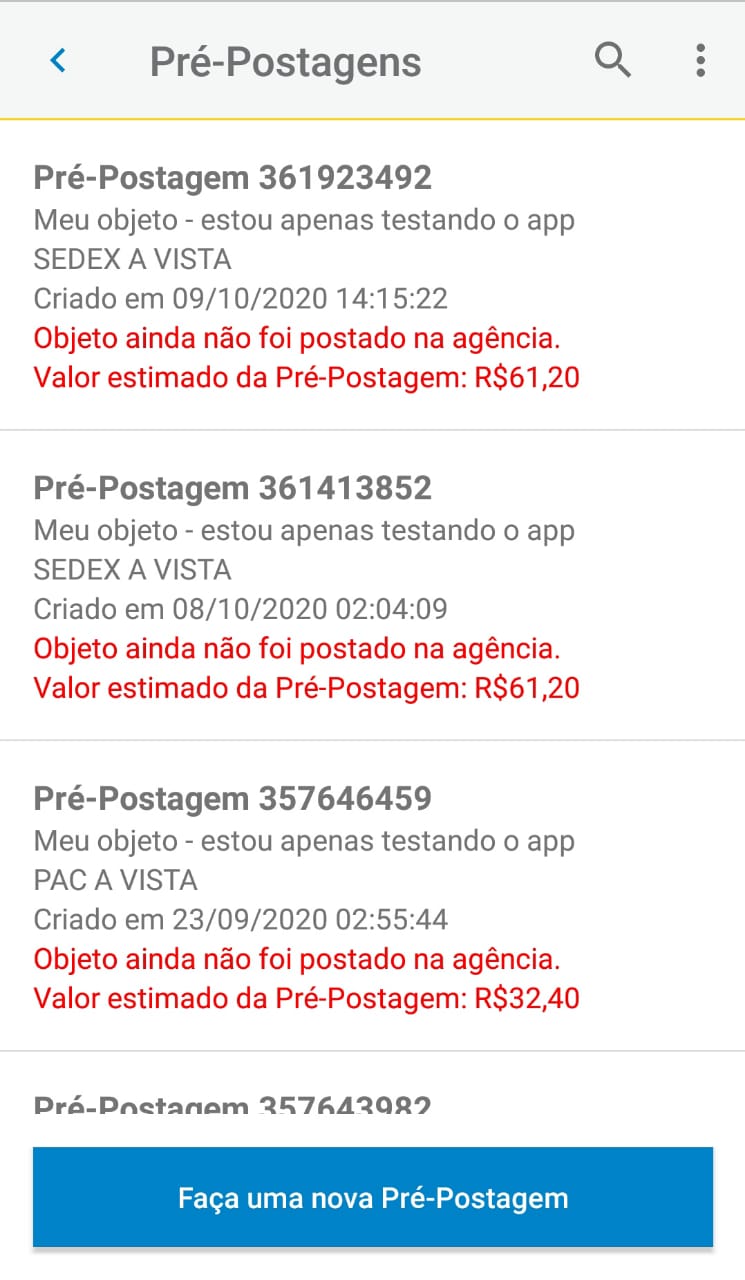 Pré-Postagens
Pré-Postagem 361923492
Meu objeto - estou apenas testando o app
SEDEX A VISTA
Criado em 09/10/2020 14:15:22
Objeto ainda não foi postado na agência.
Valor estimado da Pré-Postagem: R$61,20
Pré-Postagem 361413852
Meu objeto - estou apenas testando o app
SEDEX A VISTA
Criado em 08/10/2020 02:04:09
Objeto ainda não foi postado na agência.
Valor estimado da Pré-Postagem: R$61,20
Pré-Postagem 357646459
Meu objeto - estou apenas testando o app
PAC A VISTA
Criado em 23/09/2020 02:55:44
Objeto ainda não foi postado na agência.
Valor estimado da Pré-Postagem: R$32,40
Pré-Postagem 357643982
Faça uma nova Pré-Postagem